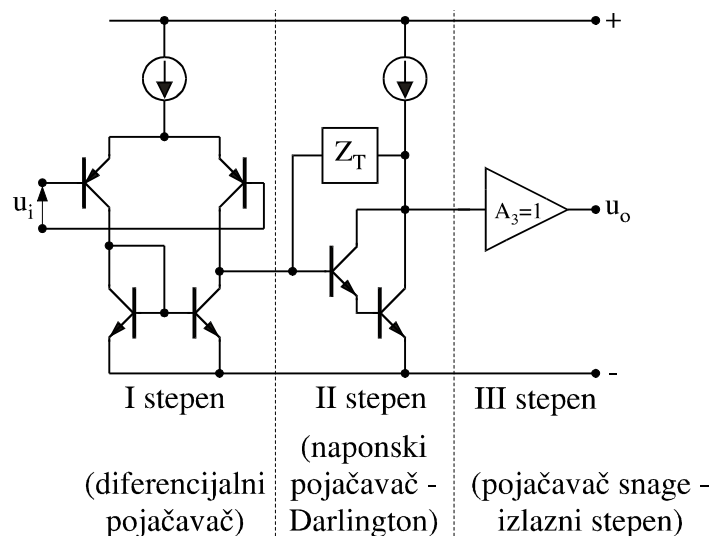 +
Z_T
u_i
A_3=1
u_o
-
I stepen
II stepen
III stepen
(diferencijalni
pojačavač)
(naponski
pojačavač -
Darlington)
(pojačavač snage -
izlazni stepen)